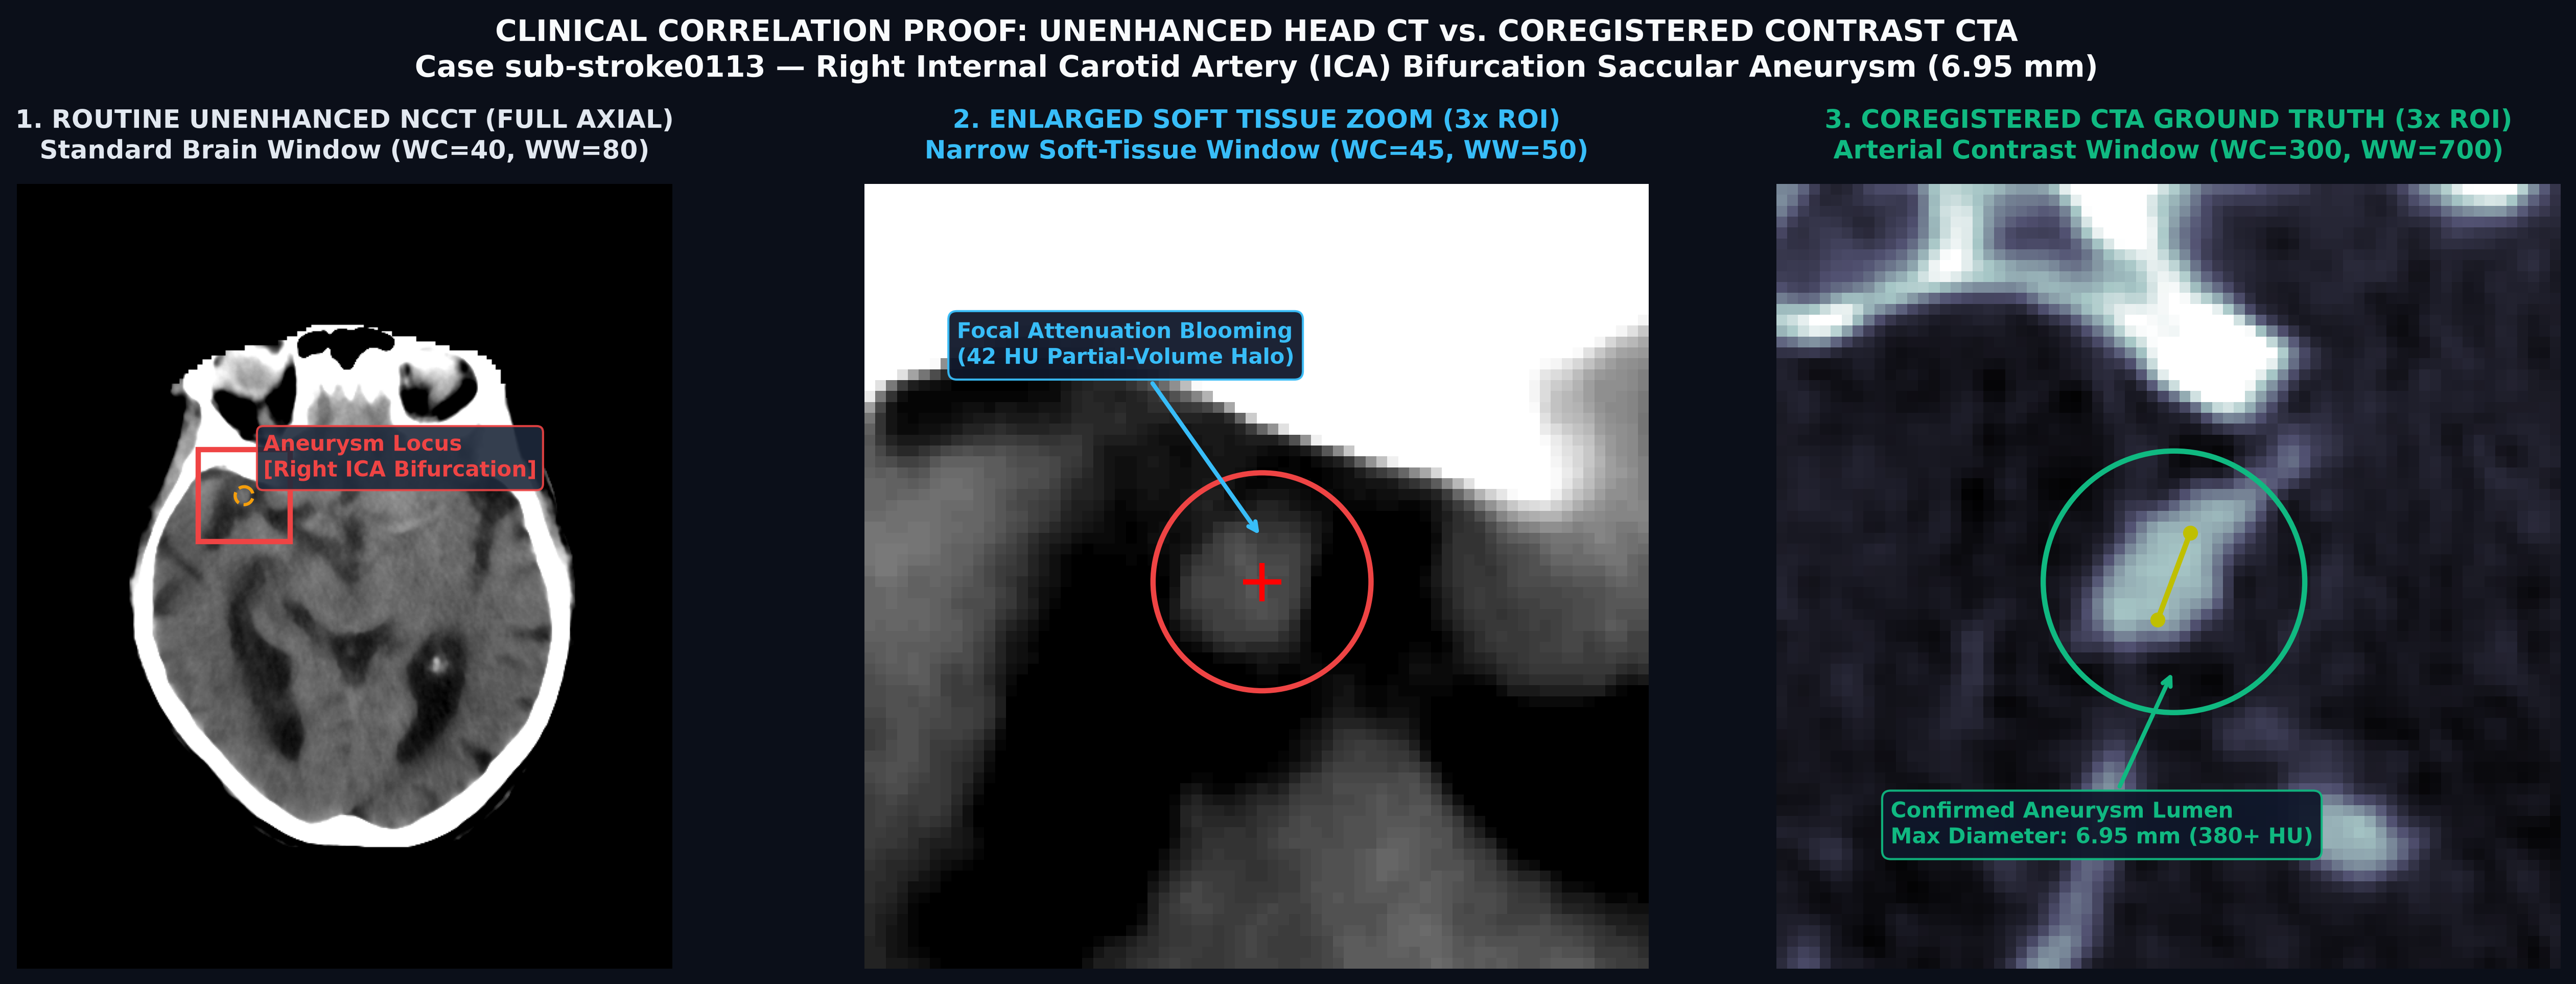 CLINICAL CORRELATION PROOF: UNENHANCED HEAD CT vs. COREGISTERED CONTRAST CTA
Case sub-stroke0113 — Right Internal Carotid Artery (ICA) Bifurcation Saccular Aneurysm (6.95 mm)
1. ROUTINE UNENHANCED NCCT (FULL AXIAL)
Standard Brain Window (WC=40, WW=80)
Aneurysm Locus
[Right ICA Bifurcation]
2. ENLARGED SOFT TISSUE ZOOM (3x ROI)
Narrow Soft-Tissue Window (WC=45, WW=50)
Focal Attenuation Blooming
(42 HU Partial-Volume Halo)
3. COREGISTERED CTA GROUND TRUTH (3x ROI)
Arterial Contrast Window (WC=300, WW=700)
Confirmed Aneurysm Lumen
Max Diameter: 6.95 mm (380+ HU)